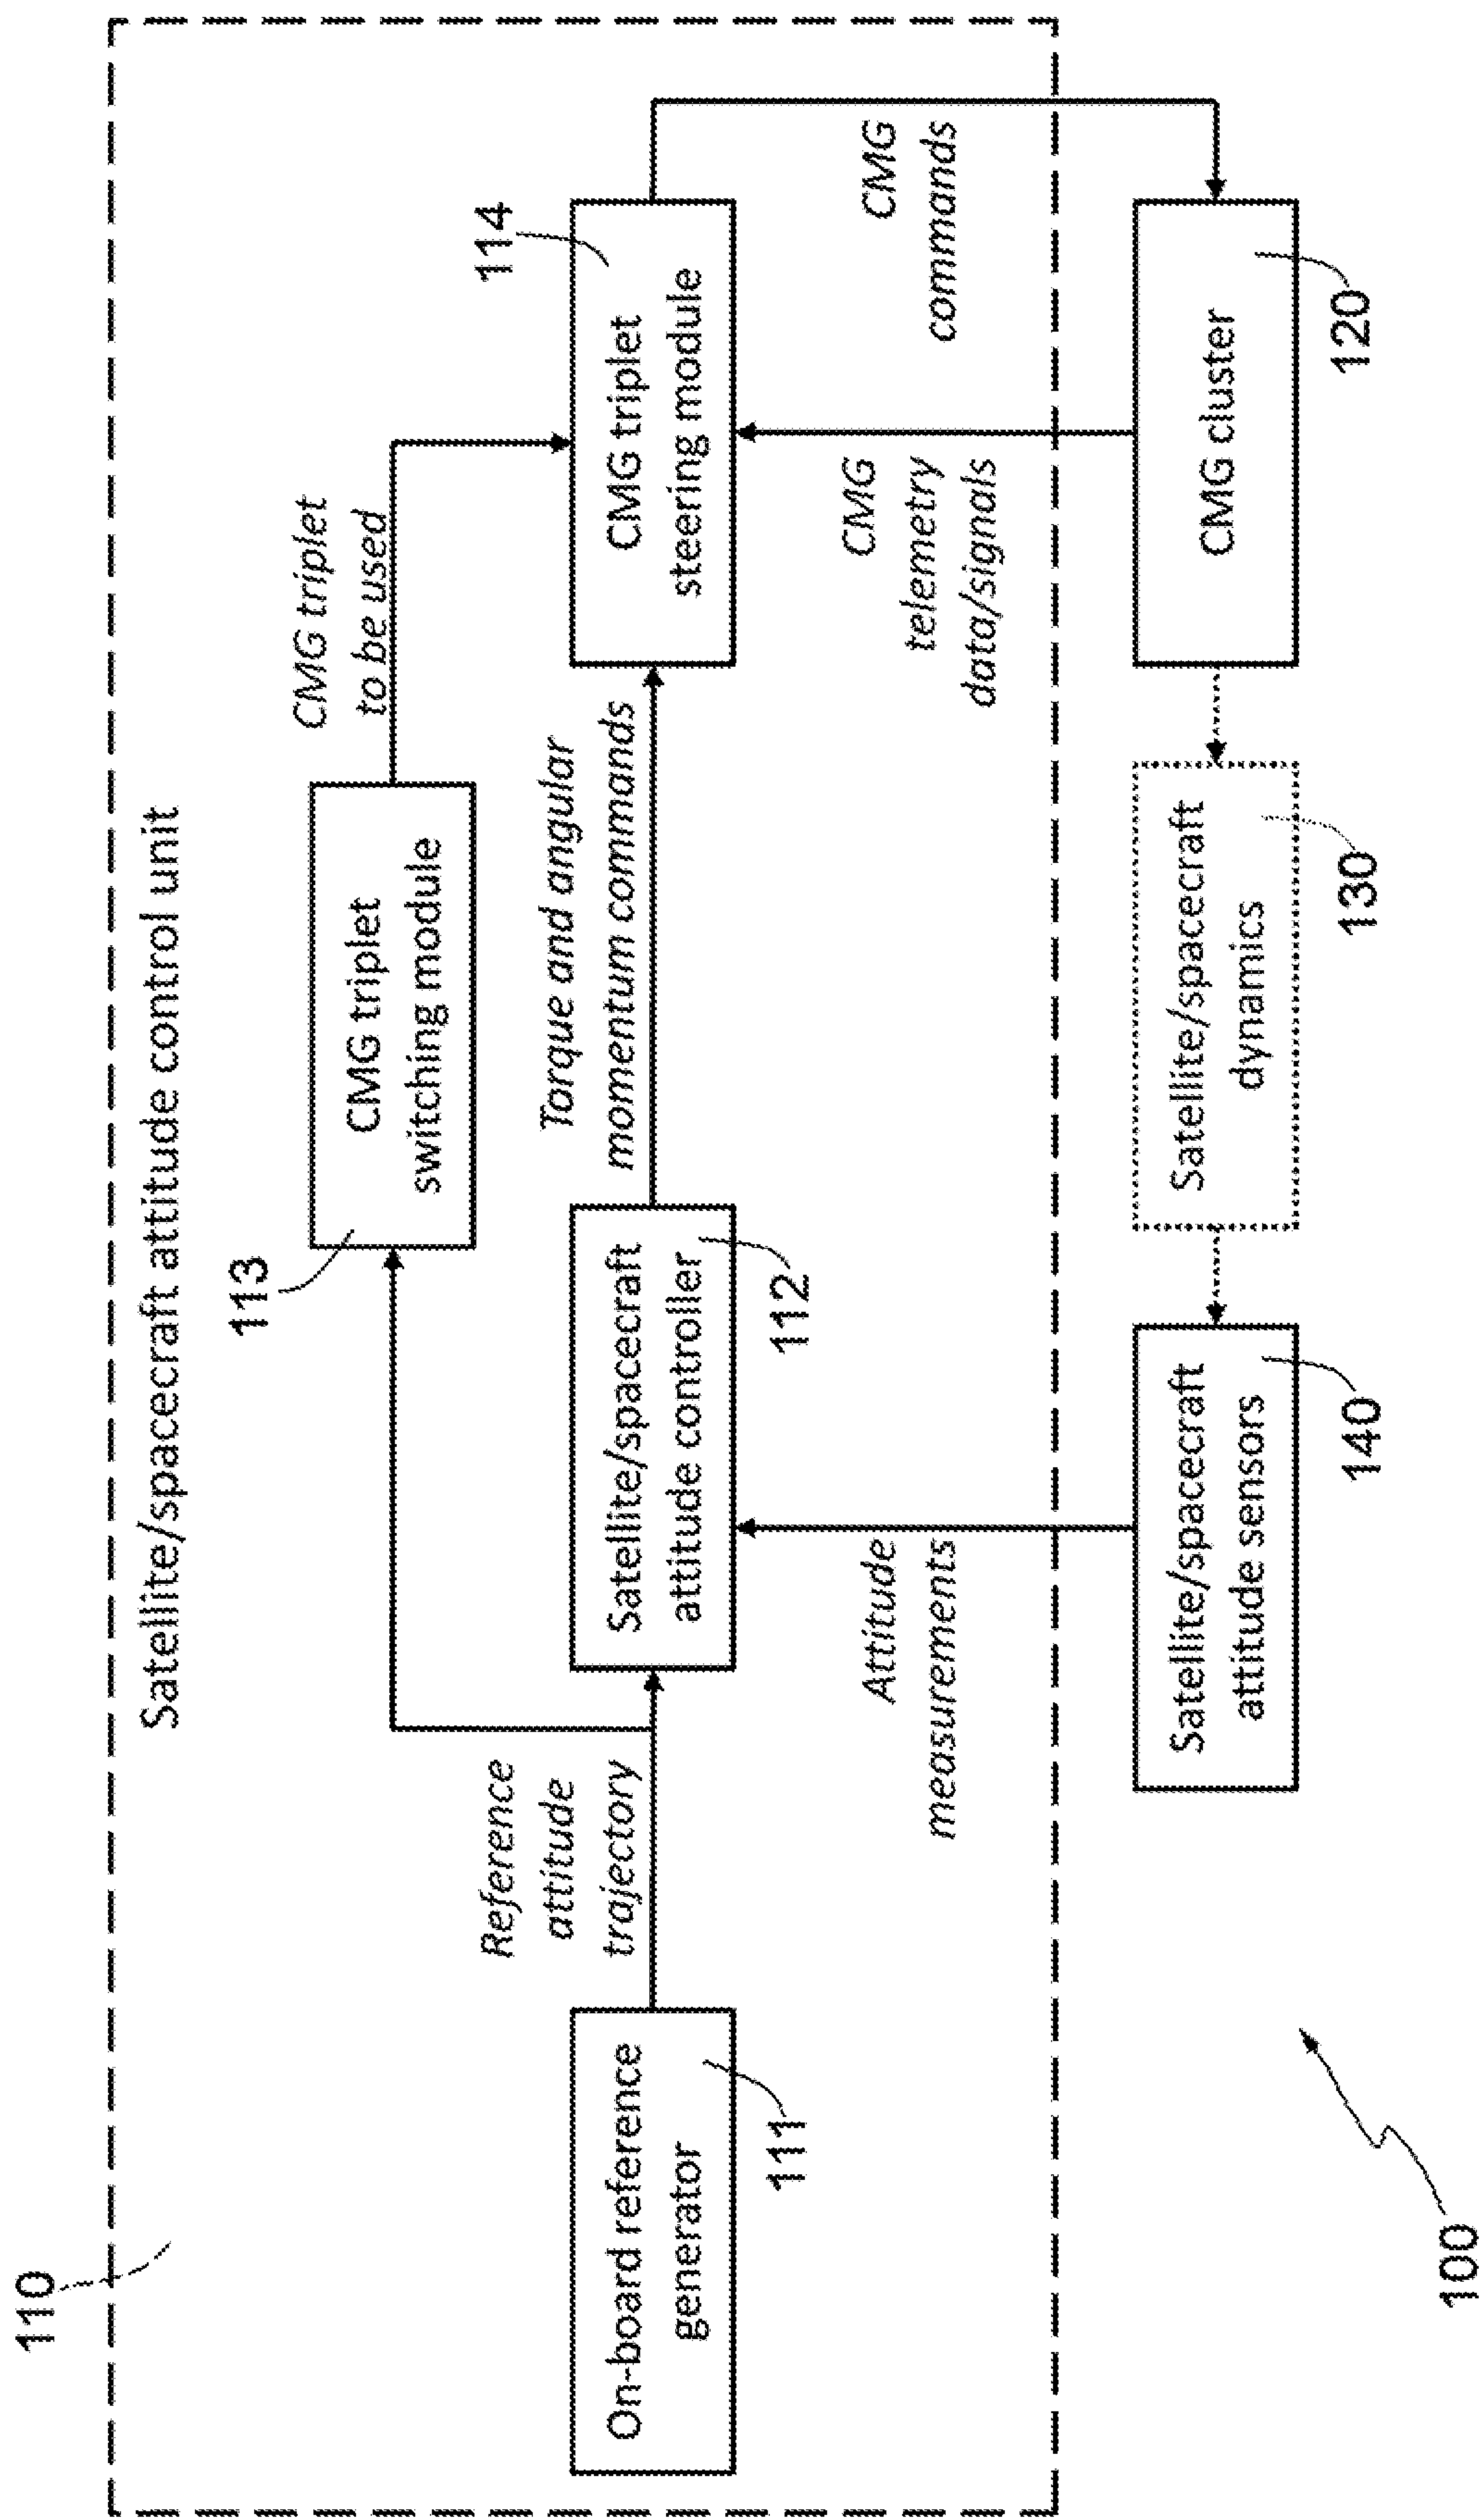 110
Satellite/spacecraft attitude control unit
113
CMG triplet
switching module
CMG triplet
to be used
Reference
attitude
trajectory
On-board reference
generator
111
Satellite/spacecraft
attitude controller
112
Torque and angular
momentum commands
114
CMG triplet
steering module
Attitude
measurements
CMG
telemetry
data/signals
CMG
commands
Satellite/spacecraft
attitude sensors
140
Satellite/spacecraft
dynamics
130
CMG cluster
120
100